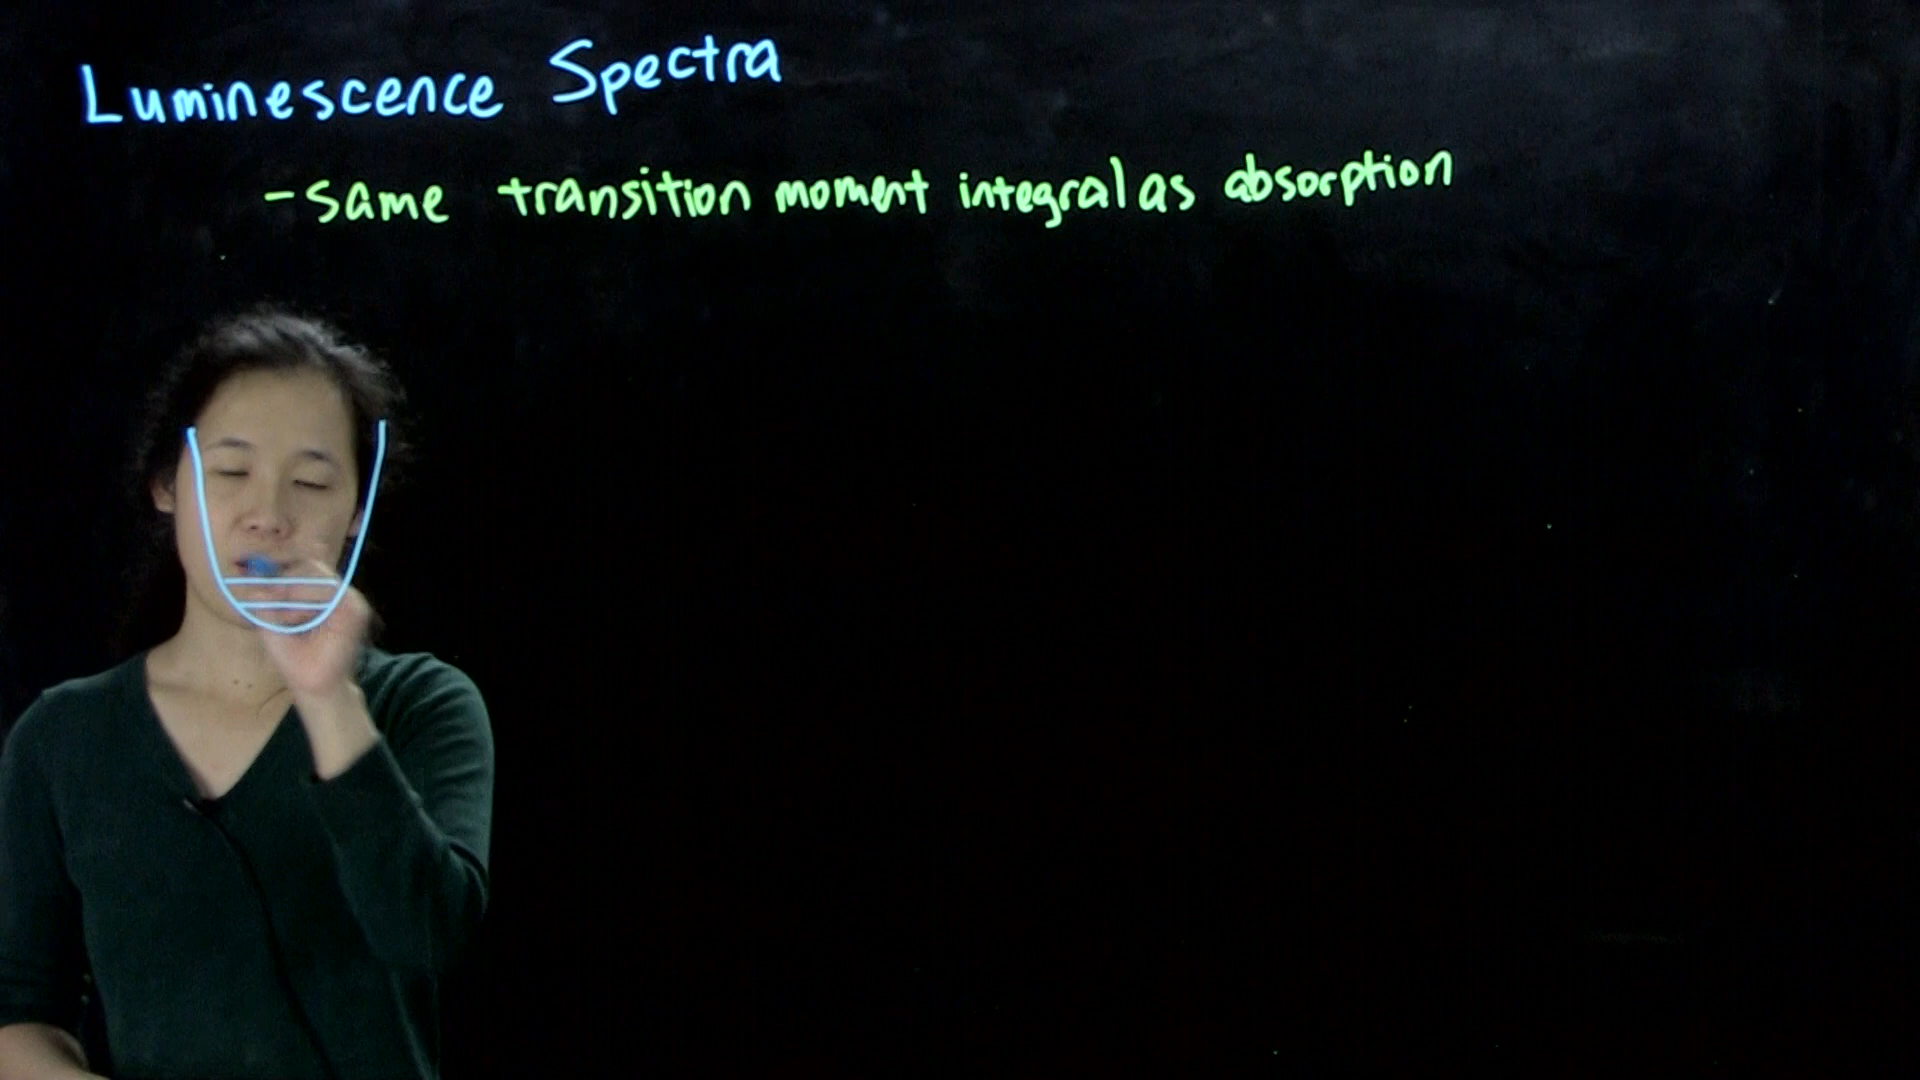 Luminescence Spectra
- same transition moment integral as absorption